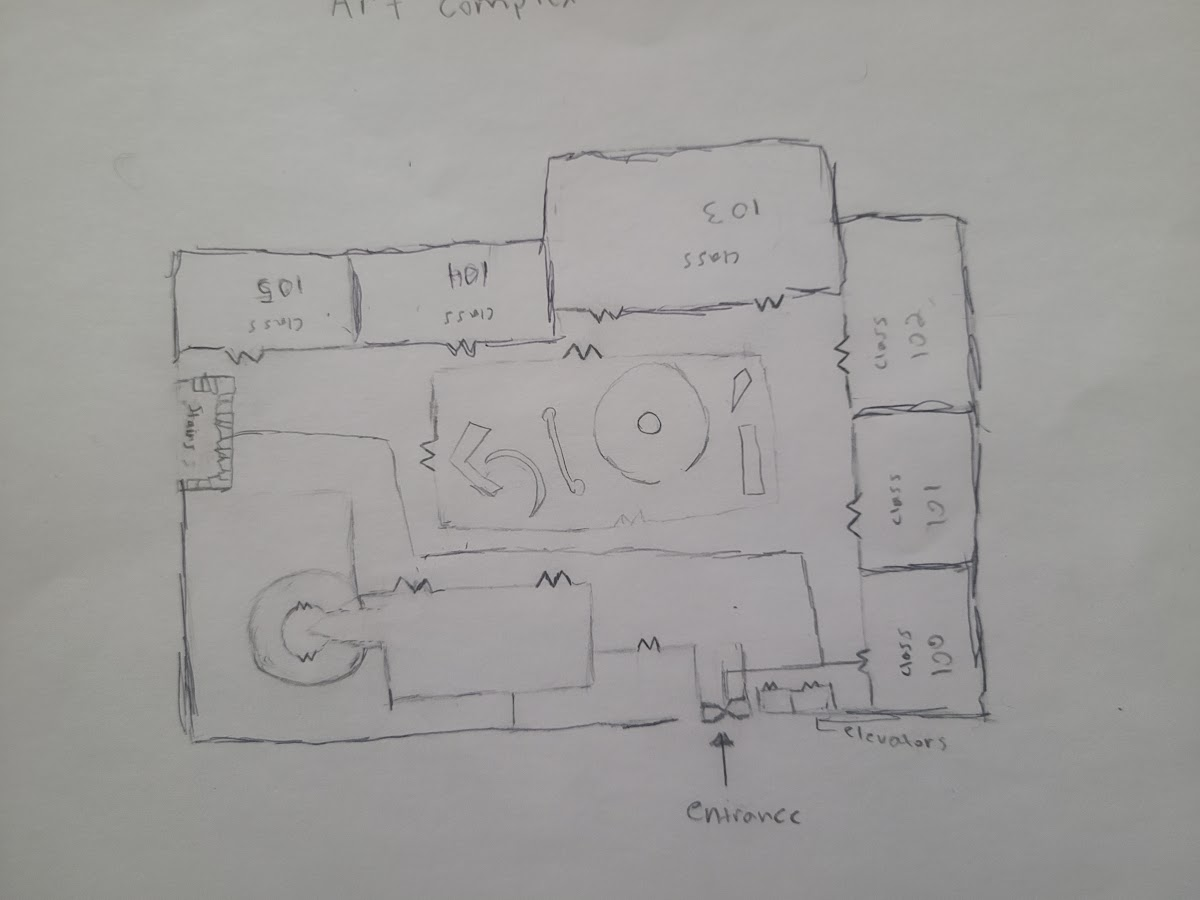 Art Complex
103
class
104
class
105
class
class
102
class
101
class
100
stairs
elevators
entrance